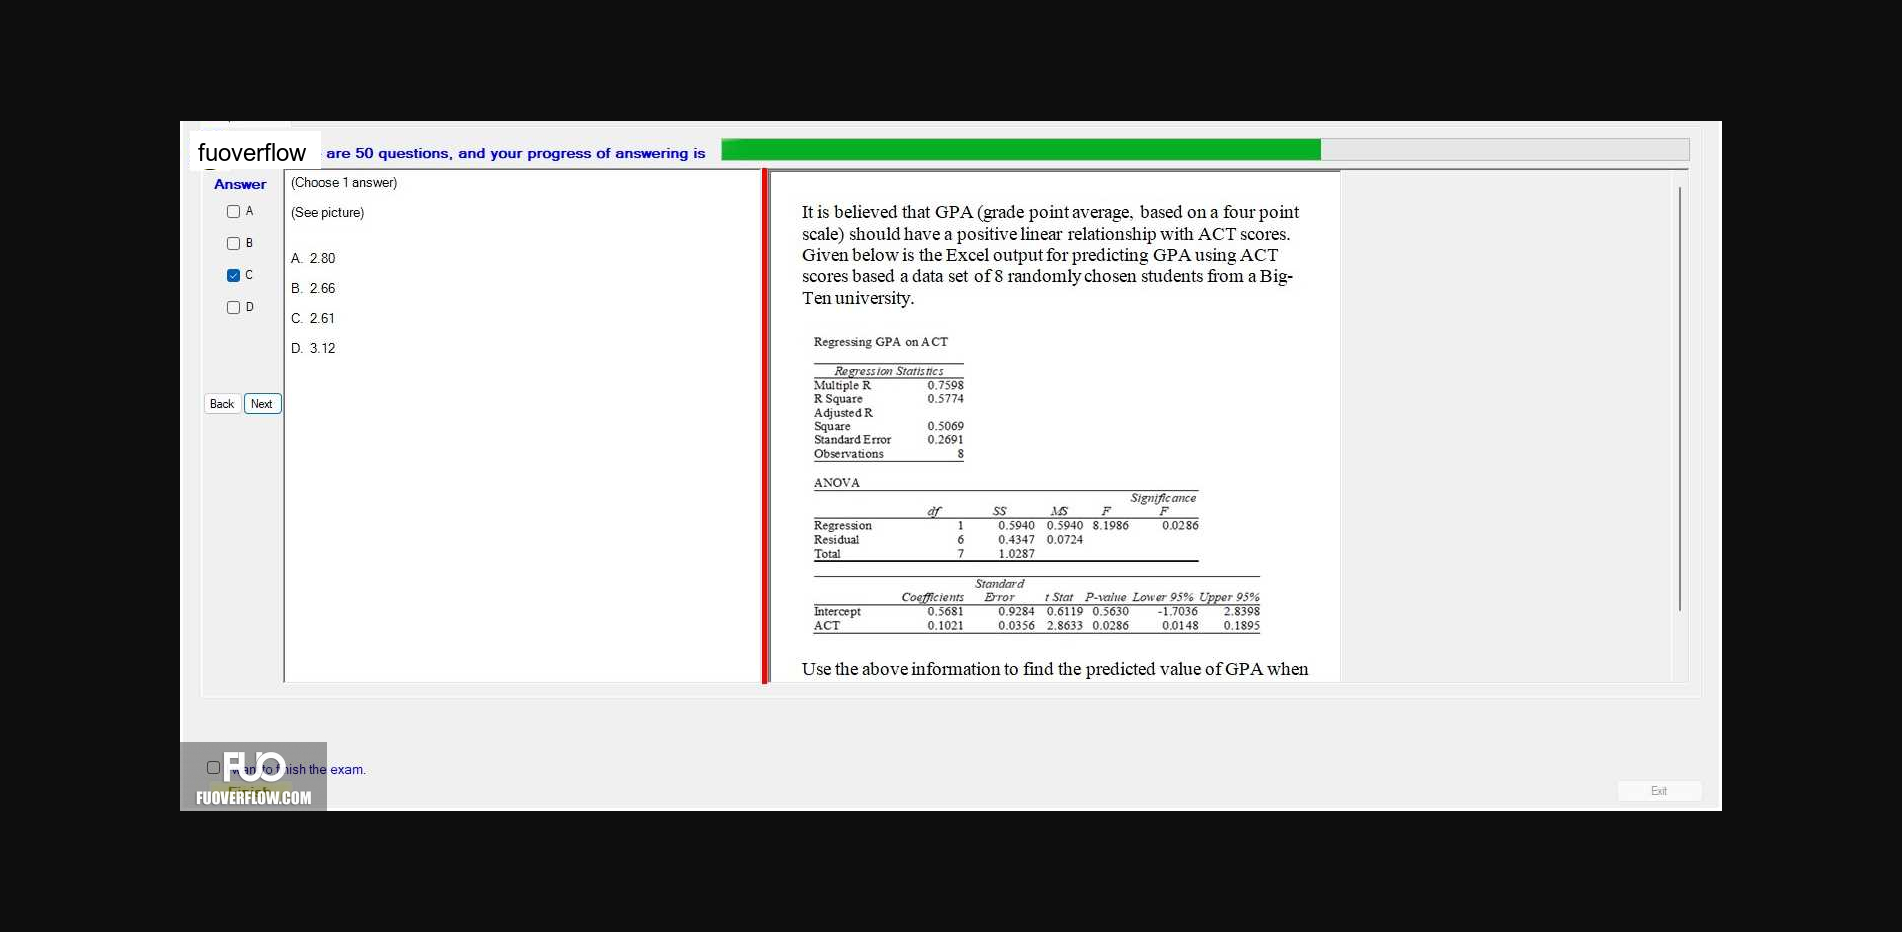 fuoverflow are 50 questions, and your progress of answering is
Answer
A
B
C
D
Back Next
(Choose 1 answer)
(See picture)
A. 2.80
B. 2.66
C. 2.61
D. 3.12
It is believed that GPA (grade point average, based on a four point
scale) should have a positive linear relationship with ACT scores.
Given below is the Excel output for predicting GPA using ACT
scores based a data set of 8 randomly chosen students from a Big-
Ten university.
Regressing GPA on ACT
Regression Statistics
Multiple R 0.7598
R Square 0.5774
Adjusted R
Square 0.5069
Standard Error 0.2691
Observations 8
ANOVA
Significance
df SS MS F F
Regression 1 0.5940 0.5940 8.1986 0.0286
Residual 6 0.4347 0.0724
Total 7 1.0287
Standard
Coefficients Error t Stat P-value Lower 95% Upper 95%
Intercept 0.5681 0.9284 0.6119 0.5630 -1.7036 2.8398
ACT 0.1021 0.0356 2.8633 0.0286 0.0148 0.1895
Use the above information to find the predicted value of GPA when
FUO
the exam.
FUOVERFLOW.COM
Exit